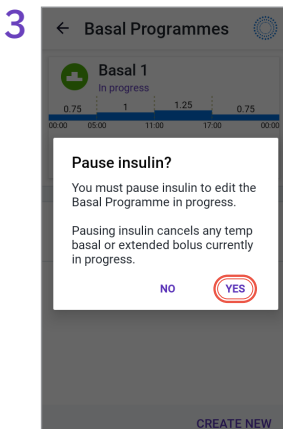 3
← Basal Programmes
Basal 1
In progress
0.75 1 1.25 0.75
00:00 05:00 11:00 17:00 00:00
Pause insulin?
You must pause insulin to edit the
Basal Programme in progress.
Pausing insulin cancels any temp
basal or extended bolus currently
in progress.
NO YES
CREATE NEW